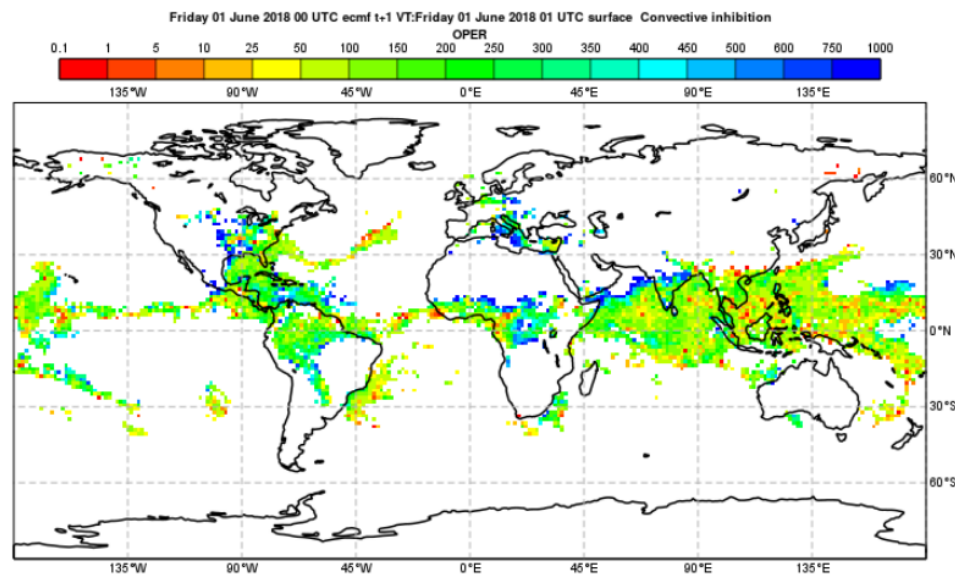 Friday 01 June 2018 00 UTC ecmf t+1 VT:Friday 01 June 2018 01 UTC surface Convective inhibition
OPER
0.1 1 5 10 25 50 100 150 200 250 300 350 400 450 500 600 750 1000
135°W 90°W 45°W 0°E 45°E 90°E 135°E
60°N
30°N
0°N
30°S
60°S
135°W 90°W 45°W 0°E 45°E 90°E 135°E